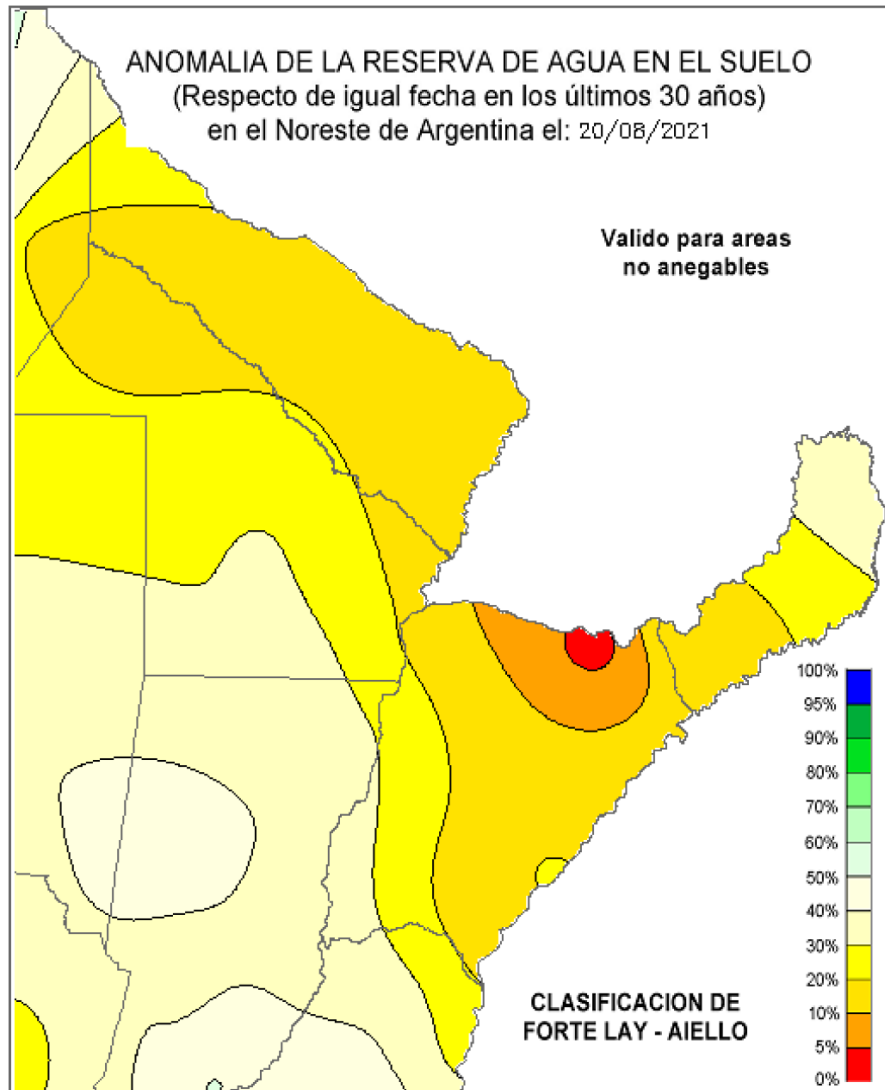 ANOMALIA DE LA RESERVA DE AGUA EN EL SUELO
(Respecto de igual fecha en los últimos 30 años)
en el Noreste de Argentina el: 20/08/2021
Valido para areas
no anegables
100%
95%
90%
80%
70%
60%
50%
40%
30%
20%
10%
5%
0%
CLASIFICACION DE
FORTE LAY - AIELLO